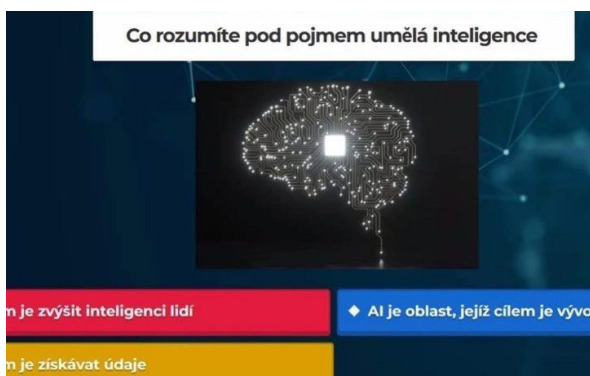 Co rozumíte pod pojmem umělá inteligence
je zvýšit inteligenci lidí
AI je oblast, jejíž cílem je
je získávat údaje